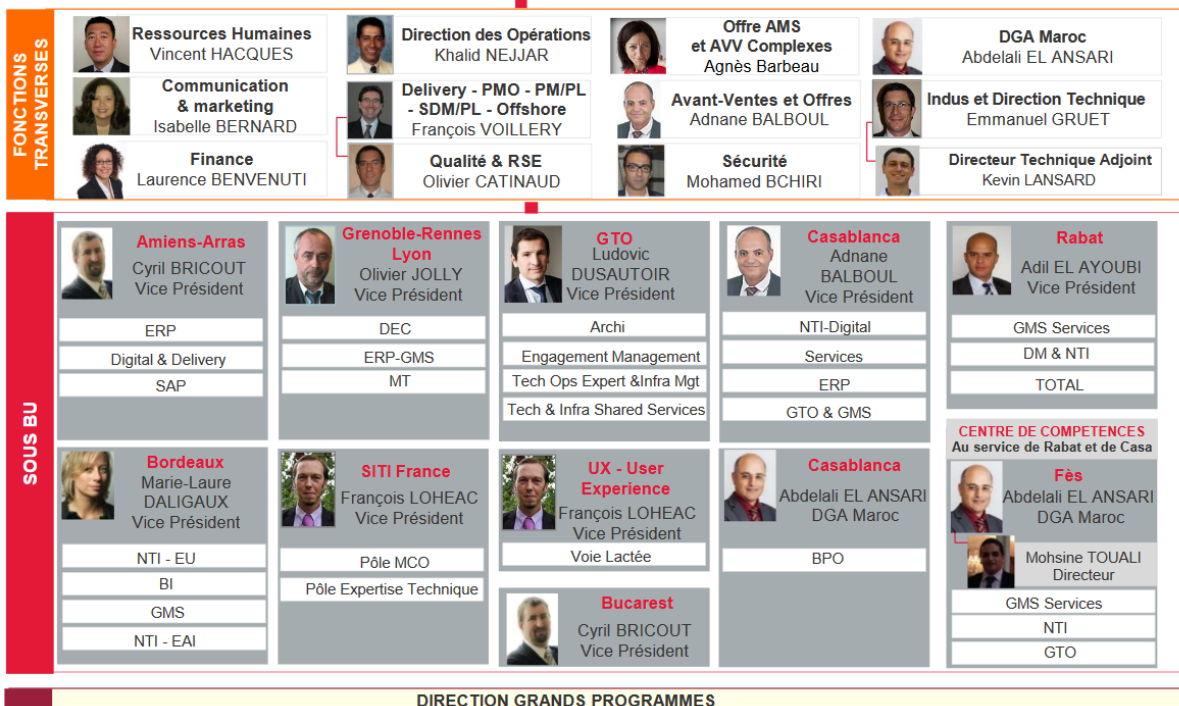 FONCTIONS
TRANSVERSES
Ressources Humaines
Vincent HACQUES
Communication
& marketing
Isabelle BERNARD
Finance
Laurence BENVENUTI
Direction des Opérations
Khalid NEJJAR
Delivery - PMO - PM/PL
- SDM/PL - Offshore
François VOILLERY
Qualité & RSE
Olivier CATINAUD
Offre AMS
et AVV Complexes
Agnès Barbeau
Avant-Ventes et Offres
Adnane BALBOUL
Sécurité
Mohamed BCHIRI
DGA Maroc
Abdelali EL ANSARI
Indus et Direction Technique
Emmanuel GRUET
Directeur Technique Adjoint
Kevin LANSARD
SOUS BU
Amiens-Arras
Cyril BRICOUT
Vice Président
ERP
Digital & Delivery
SAP
Grenoble-Rennes
Lyon
Olivier JOLLY
Vice Président
DEC
ERP-GMS
MT
GTO
Ludovic
DUSAUTOIR
Vice Président
Archi
Engagement Management
Tech Ops Expert &Infra Mgt
Tech & Infra Shared Services
Casablanca
Adnane
BALBOUL
Vice Président
NTI-Digital
Services
ERP
GTO & GMS
Rabat
Adil EL AYOUBI
Vice Président
GMS Services
DM & NTI
TOTAL
Bordeaux
Marie-Laure
DALIGAUX
Vice Président
NTI - EU
BI
GMS
NTI - EAI
SITI France
François LOHEAC
Vice Président
Pôle MCO
Pôle Expertise Technique
UX - User
Experience
François LOHEAC
Vice Président
Voie Lactée
Bucarest
Cyril BRICOUT
Vice Président
Casablanca
Abdelali EL ANSARI
DGA Maroc
BPO
CENTRE DE COMPETENCES
Au service de Rabat et de Casa
Fès
Abdelali EL ANSARI
DGA Maroc
Mohsine TOUALI
Directeur
GMS Services
NTI
GTO
DIRECTION GRANDS PROGRAMMES